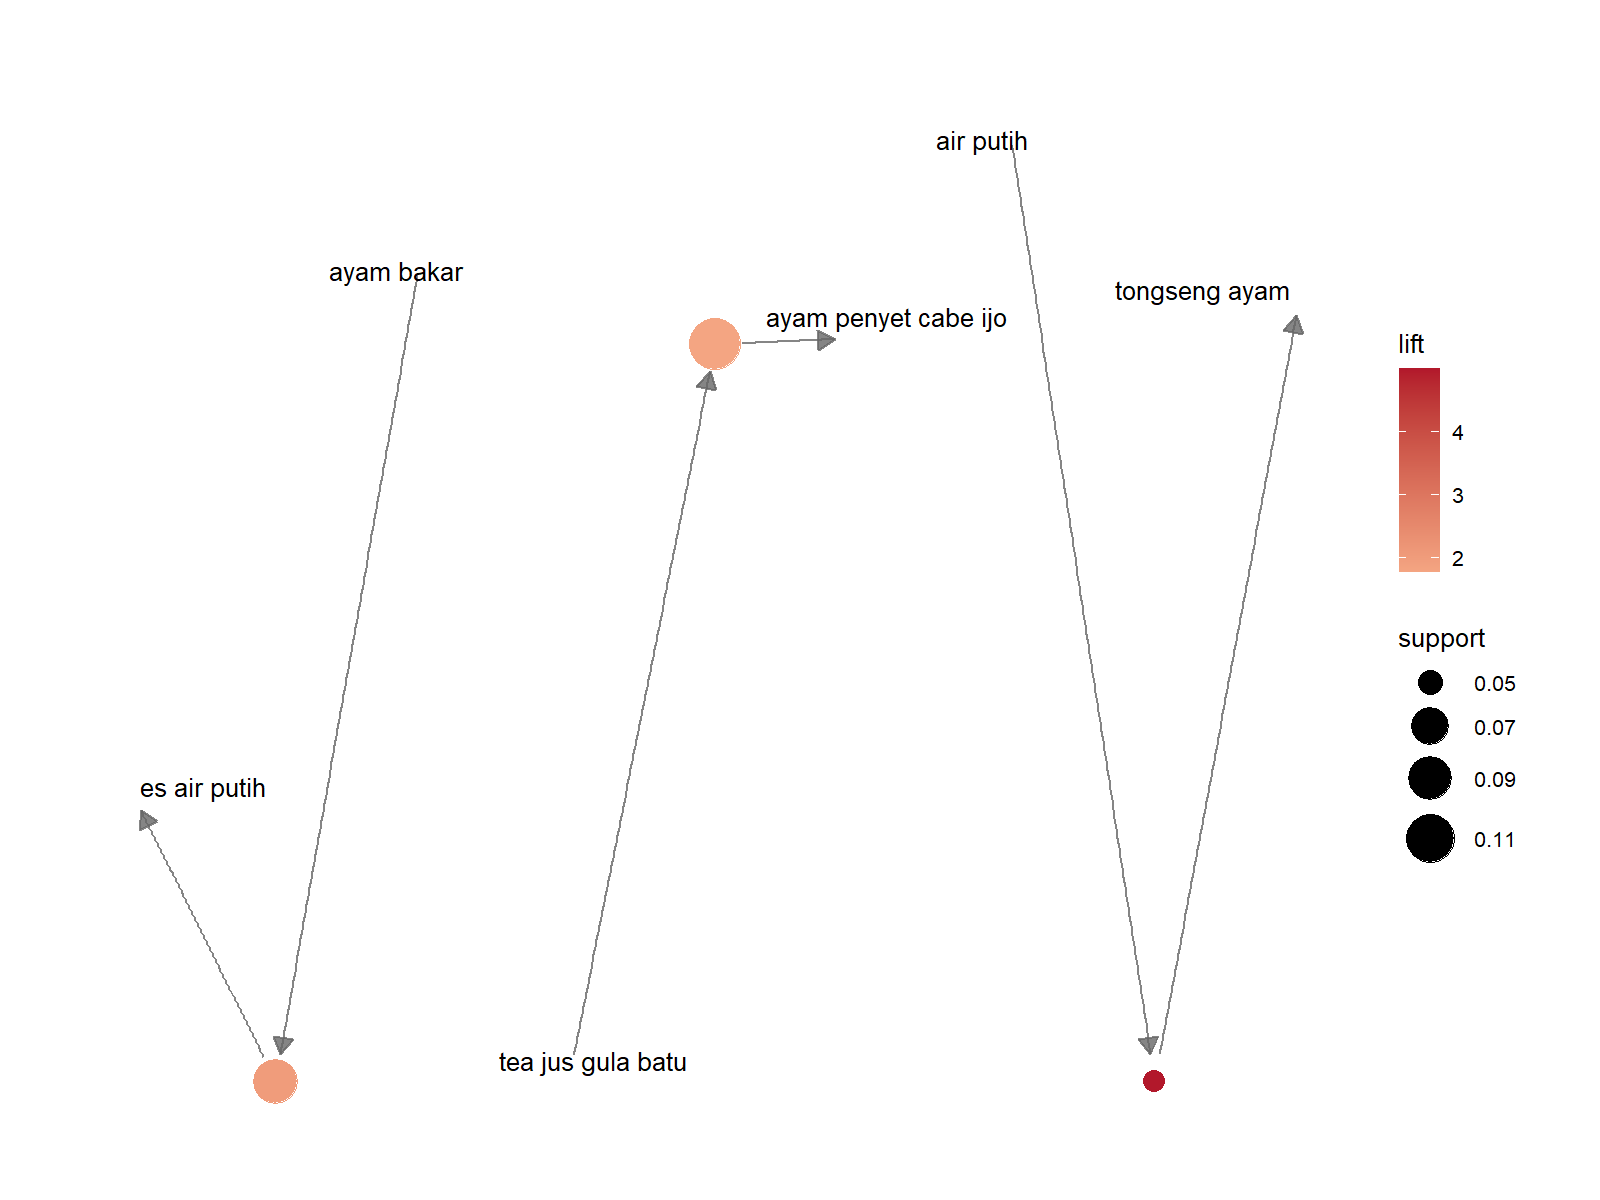 air putih
ayam bakar
tongseng ayam
ayam penyet cabe ijo
es air putih
tea jus gula batu
lift
4
3
2
support
0.05
0.07
0.09
0.11